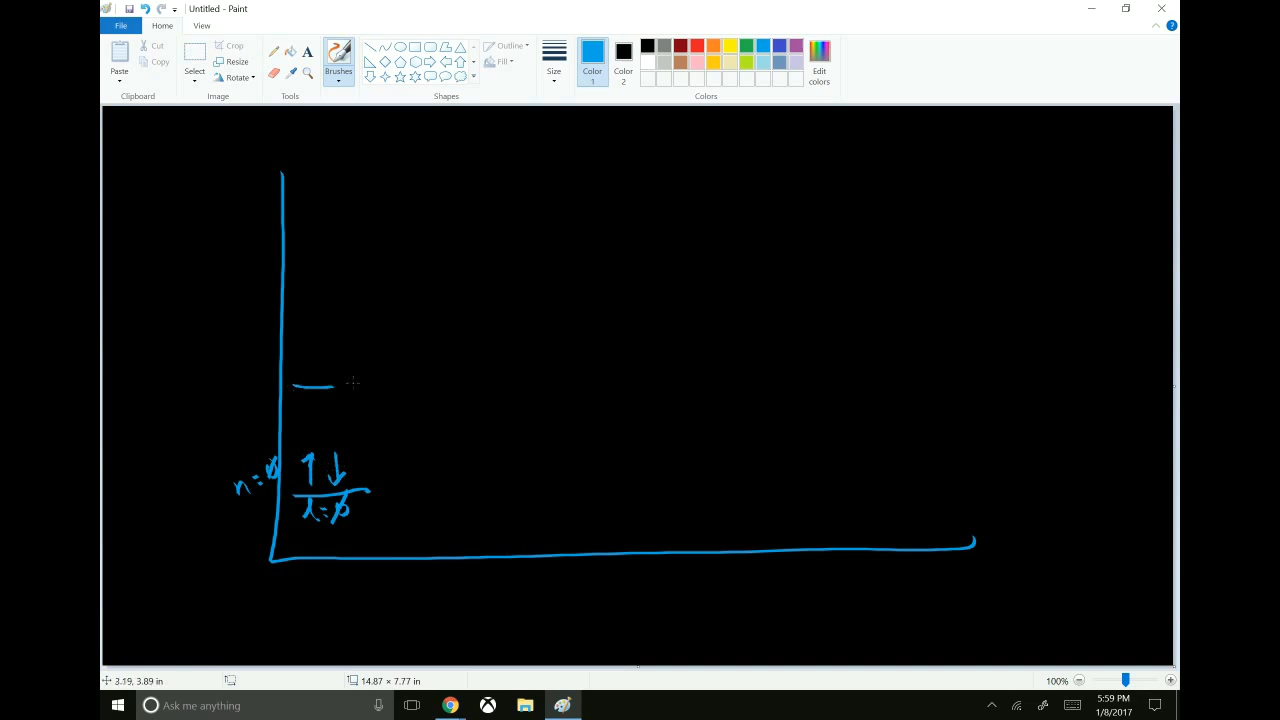 Untitled - Paint
File Home View
Paste
Cut
Copy
Clipboard
Select
Crop
Resize
Rotate
Image
A
Tools
Brushes
Shapes
Outline
Fill
Size
Color 1
Color 2
Edit colors
Colors
↑ ↓
n=0
l=0
3.19, 3.89 in
14.87 × 7.77 in
100%
Ask me anything
5:59 PM
1/8/2017